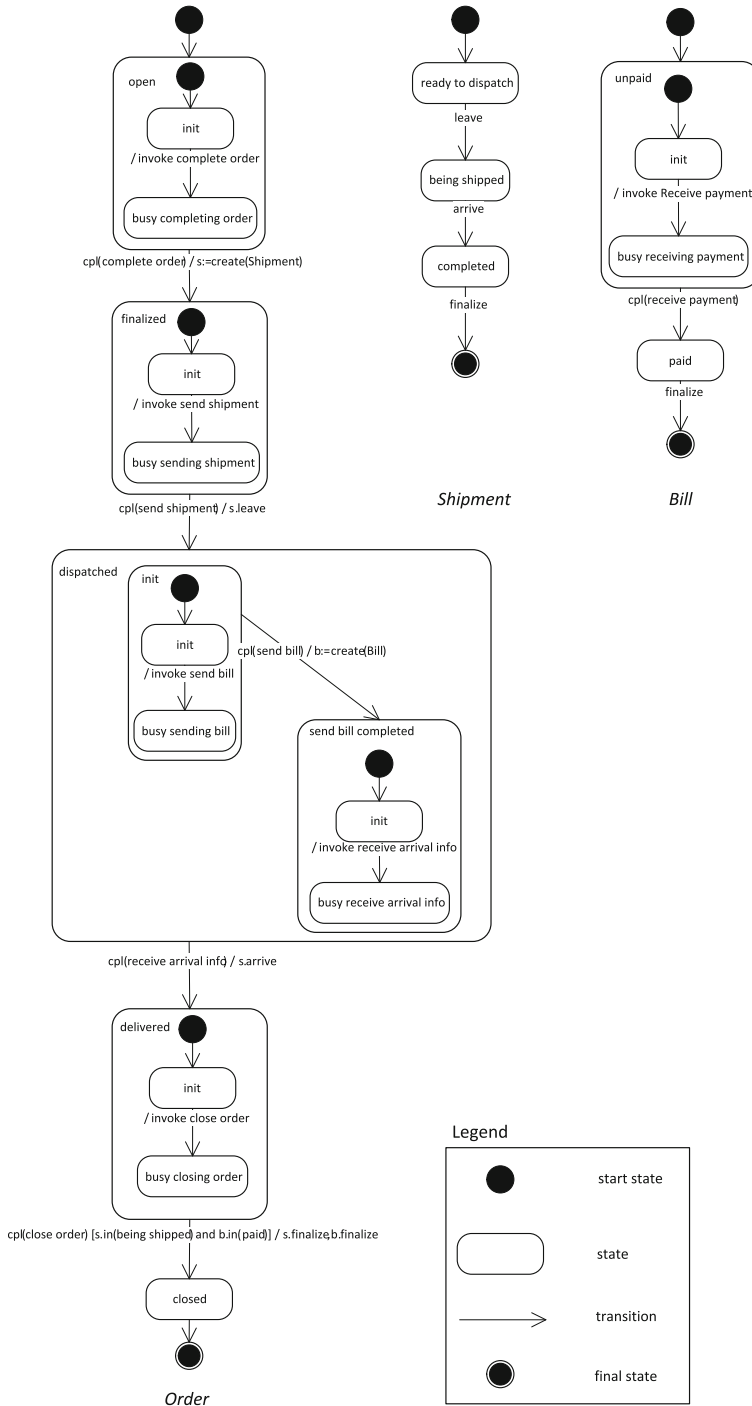 open
init
/ invoke complete order
busy completing order
cpl(complete order) / s:=create(Shipment)
finalized
init
/ invoke send shipment
busy sending shipment
cpl(send shipment) / s.leave
dispatched
init
init
/ invoke send bill
busy sending bill
cpl(send bill) / b:=create(Bill)
send bill completed
init
/ invoke receive arrival info
busy receive arrival info
cpl(receive arrival info) / s.arrive
delivered
init
/ invoke close order
busy closing order
cpl(close order) [s.in(being shipped) and b.in(paid)] / s.finalize,b.finalize
closed
Order
ready to dispatch
leave
being shipped
arrive
completed
finalize
Shipment
unpaid
init
/ invoke Receive payment
busy receiving payment
cpl(receive payment)
paid
finalize
Bill
Legend
start state
state
transition
final state